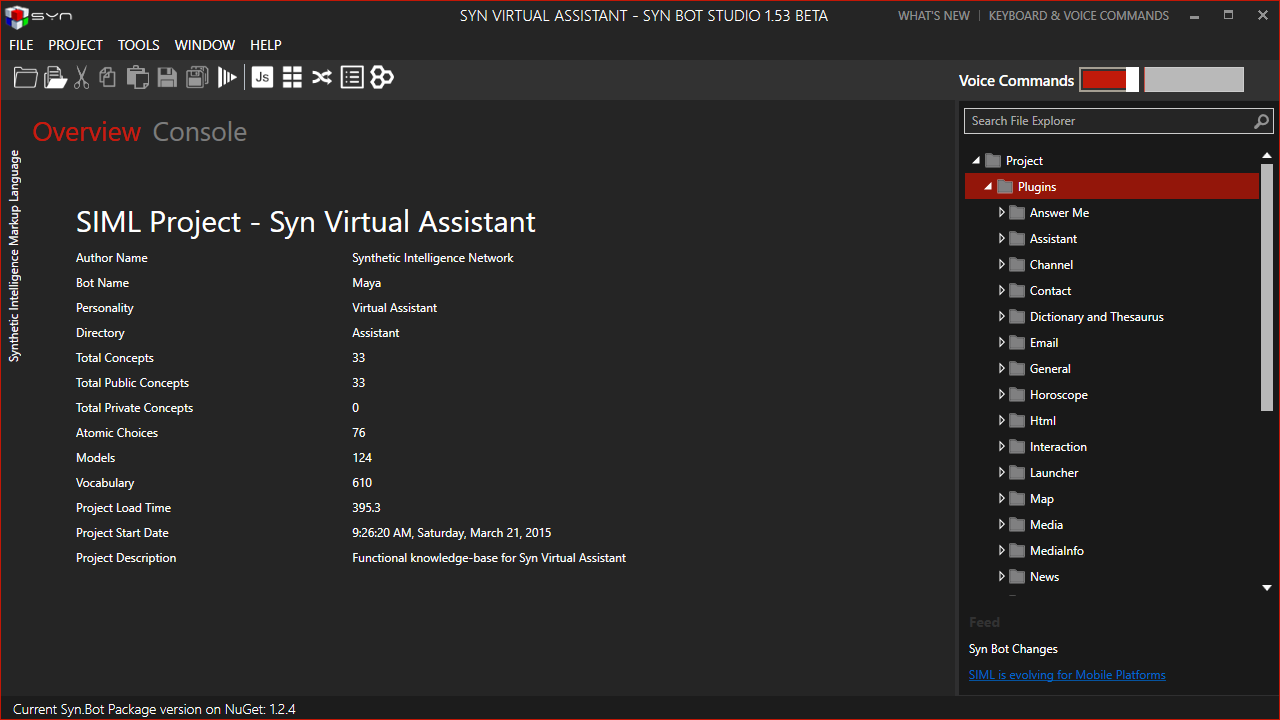 SYN
SYN VIRTUAL ASSISTANT - SYN BOT STUDIO 1.53 BETA
WHAT'S NEW
KEYBOARD & VOICE COMMANDS
FILE PROJECT TOOLS WINDOW HELP
Js
Voice Commands
Overview Console
Synthetic Intelligence Markup Language
SIML Project - Syn Virtual Assistant
Author Name Synthetic Intelligence Network
Bot Name Maya
Personality Virtual Assistant
Directory Assistant
Total Concepts 33
Total Public Concepts 33
Total Private Concepts 0
Atomic Choices 76
Models 124
Vocabulary 610
Project Load Time 395.3
Project Start Date 9:26:20 AM, Saturday, March 21, 2015
Project Description Functional knowledge-base for Syn Virtual Assistant
Search File Explorer
Project
Plugins
Answer Me
Assistant
Channel
Contact
Dictionary and Thesaurus
Email
General
Horoscope
Html
Interaction
Launcher
Map
Media
MediaInfo
News
Feed
Syn Bot Changes
SIML is evolving for Mobile Platforms
Current Syn.Bot Package version on NuGet: 1.2.4